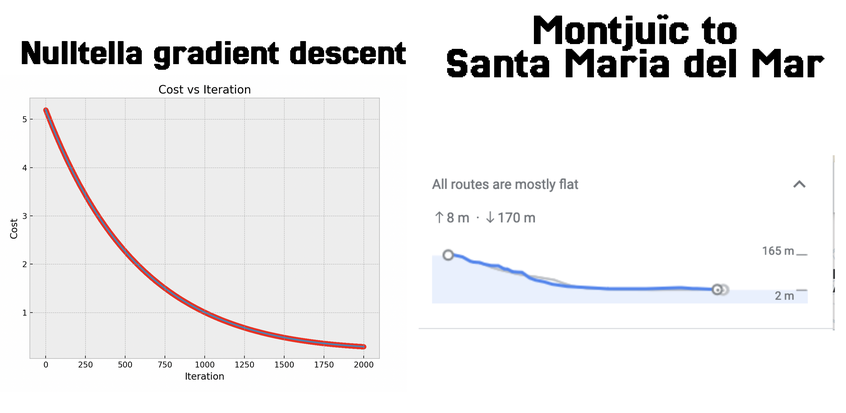 Nulltella gradient descent
Cost vs Iteration
5
4
3
2
1
Cost
0
250
500
750
1000
1250
1500
1750
2000
Iteration
Montjuïc to
Santa Maria del Mar
All routes are mostly flat
↑ 8 m · ↓ 170 m
165 m
2 m